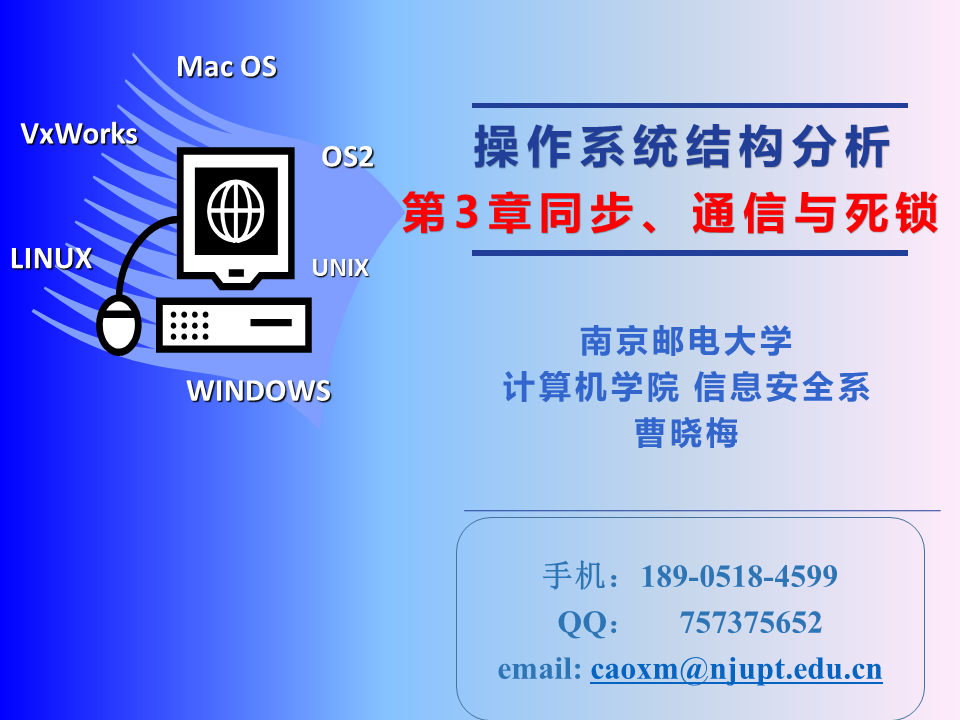 Mac OS
VxWorks
OS2
LINUX
UNIX
WINDOWS
操作系统结构分析
第3章同步、通信与死锁
南京邮电大学
计算机学院 信息安全系
曹晓梅
手机：189-0518-4599
QQ： 757375652
email: caoxm@njupt.edu.cn